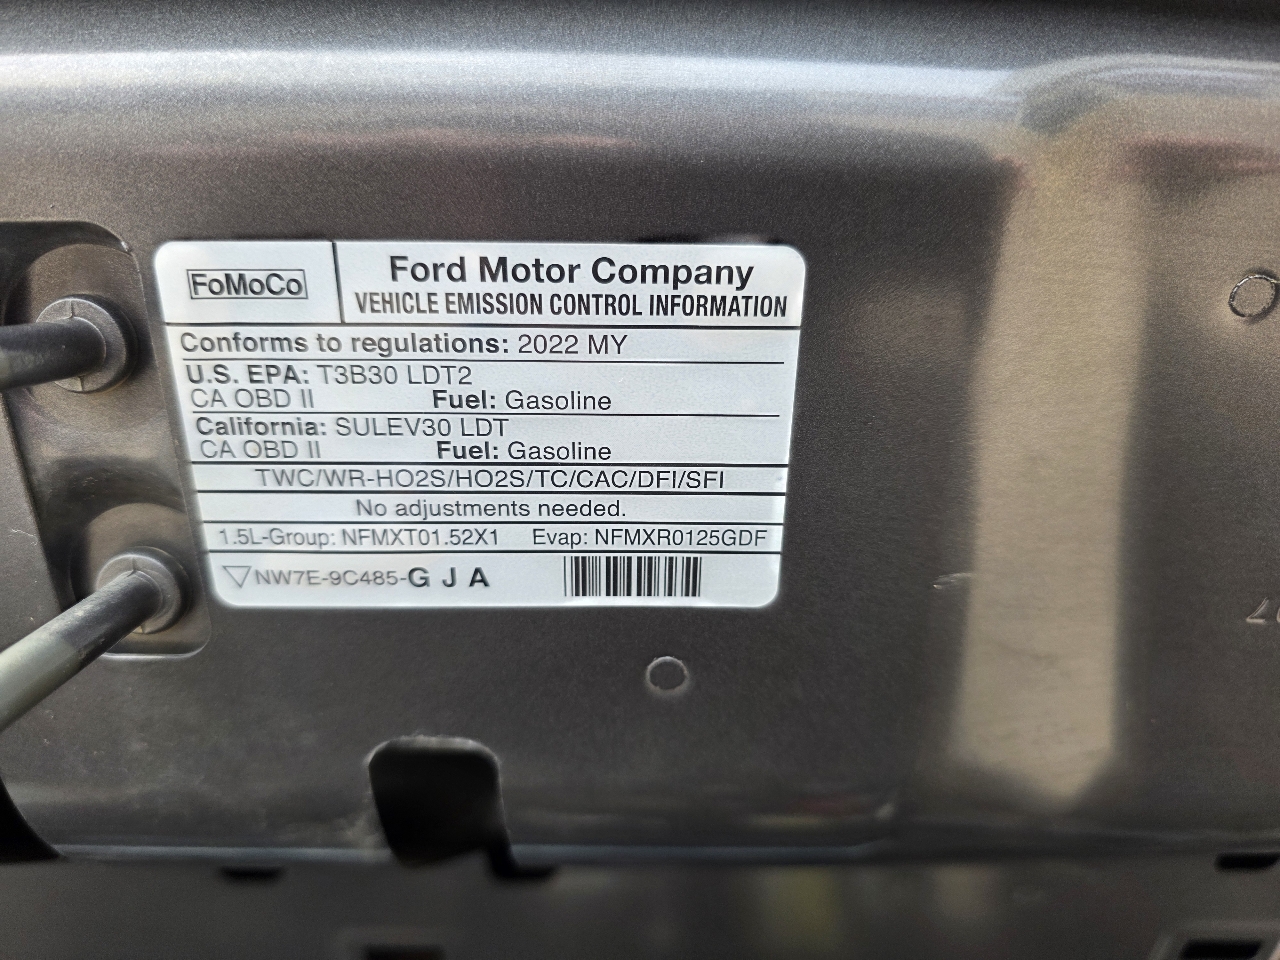 FoMoCo
Ford Motor Company
VEHICLE EMISSION CONTROL INFORMATION
Conforms to regulations: 2022 MY
U.S. EPA: T3B30 LDT2
CA OBD II Fuel: Gasoline
California: SULEV30 LDT
CA OBD II Fuel: Gasoline
TWC/WR-HO2S/HO2S/TC/CAC/DFI/SFI
No adjustments needed.
1.5L-Group: NFMXT01.52X1 Evap: NFMXR0125GDF
NW7E-9C485-G J A